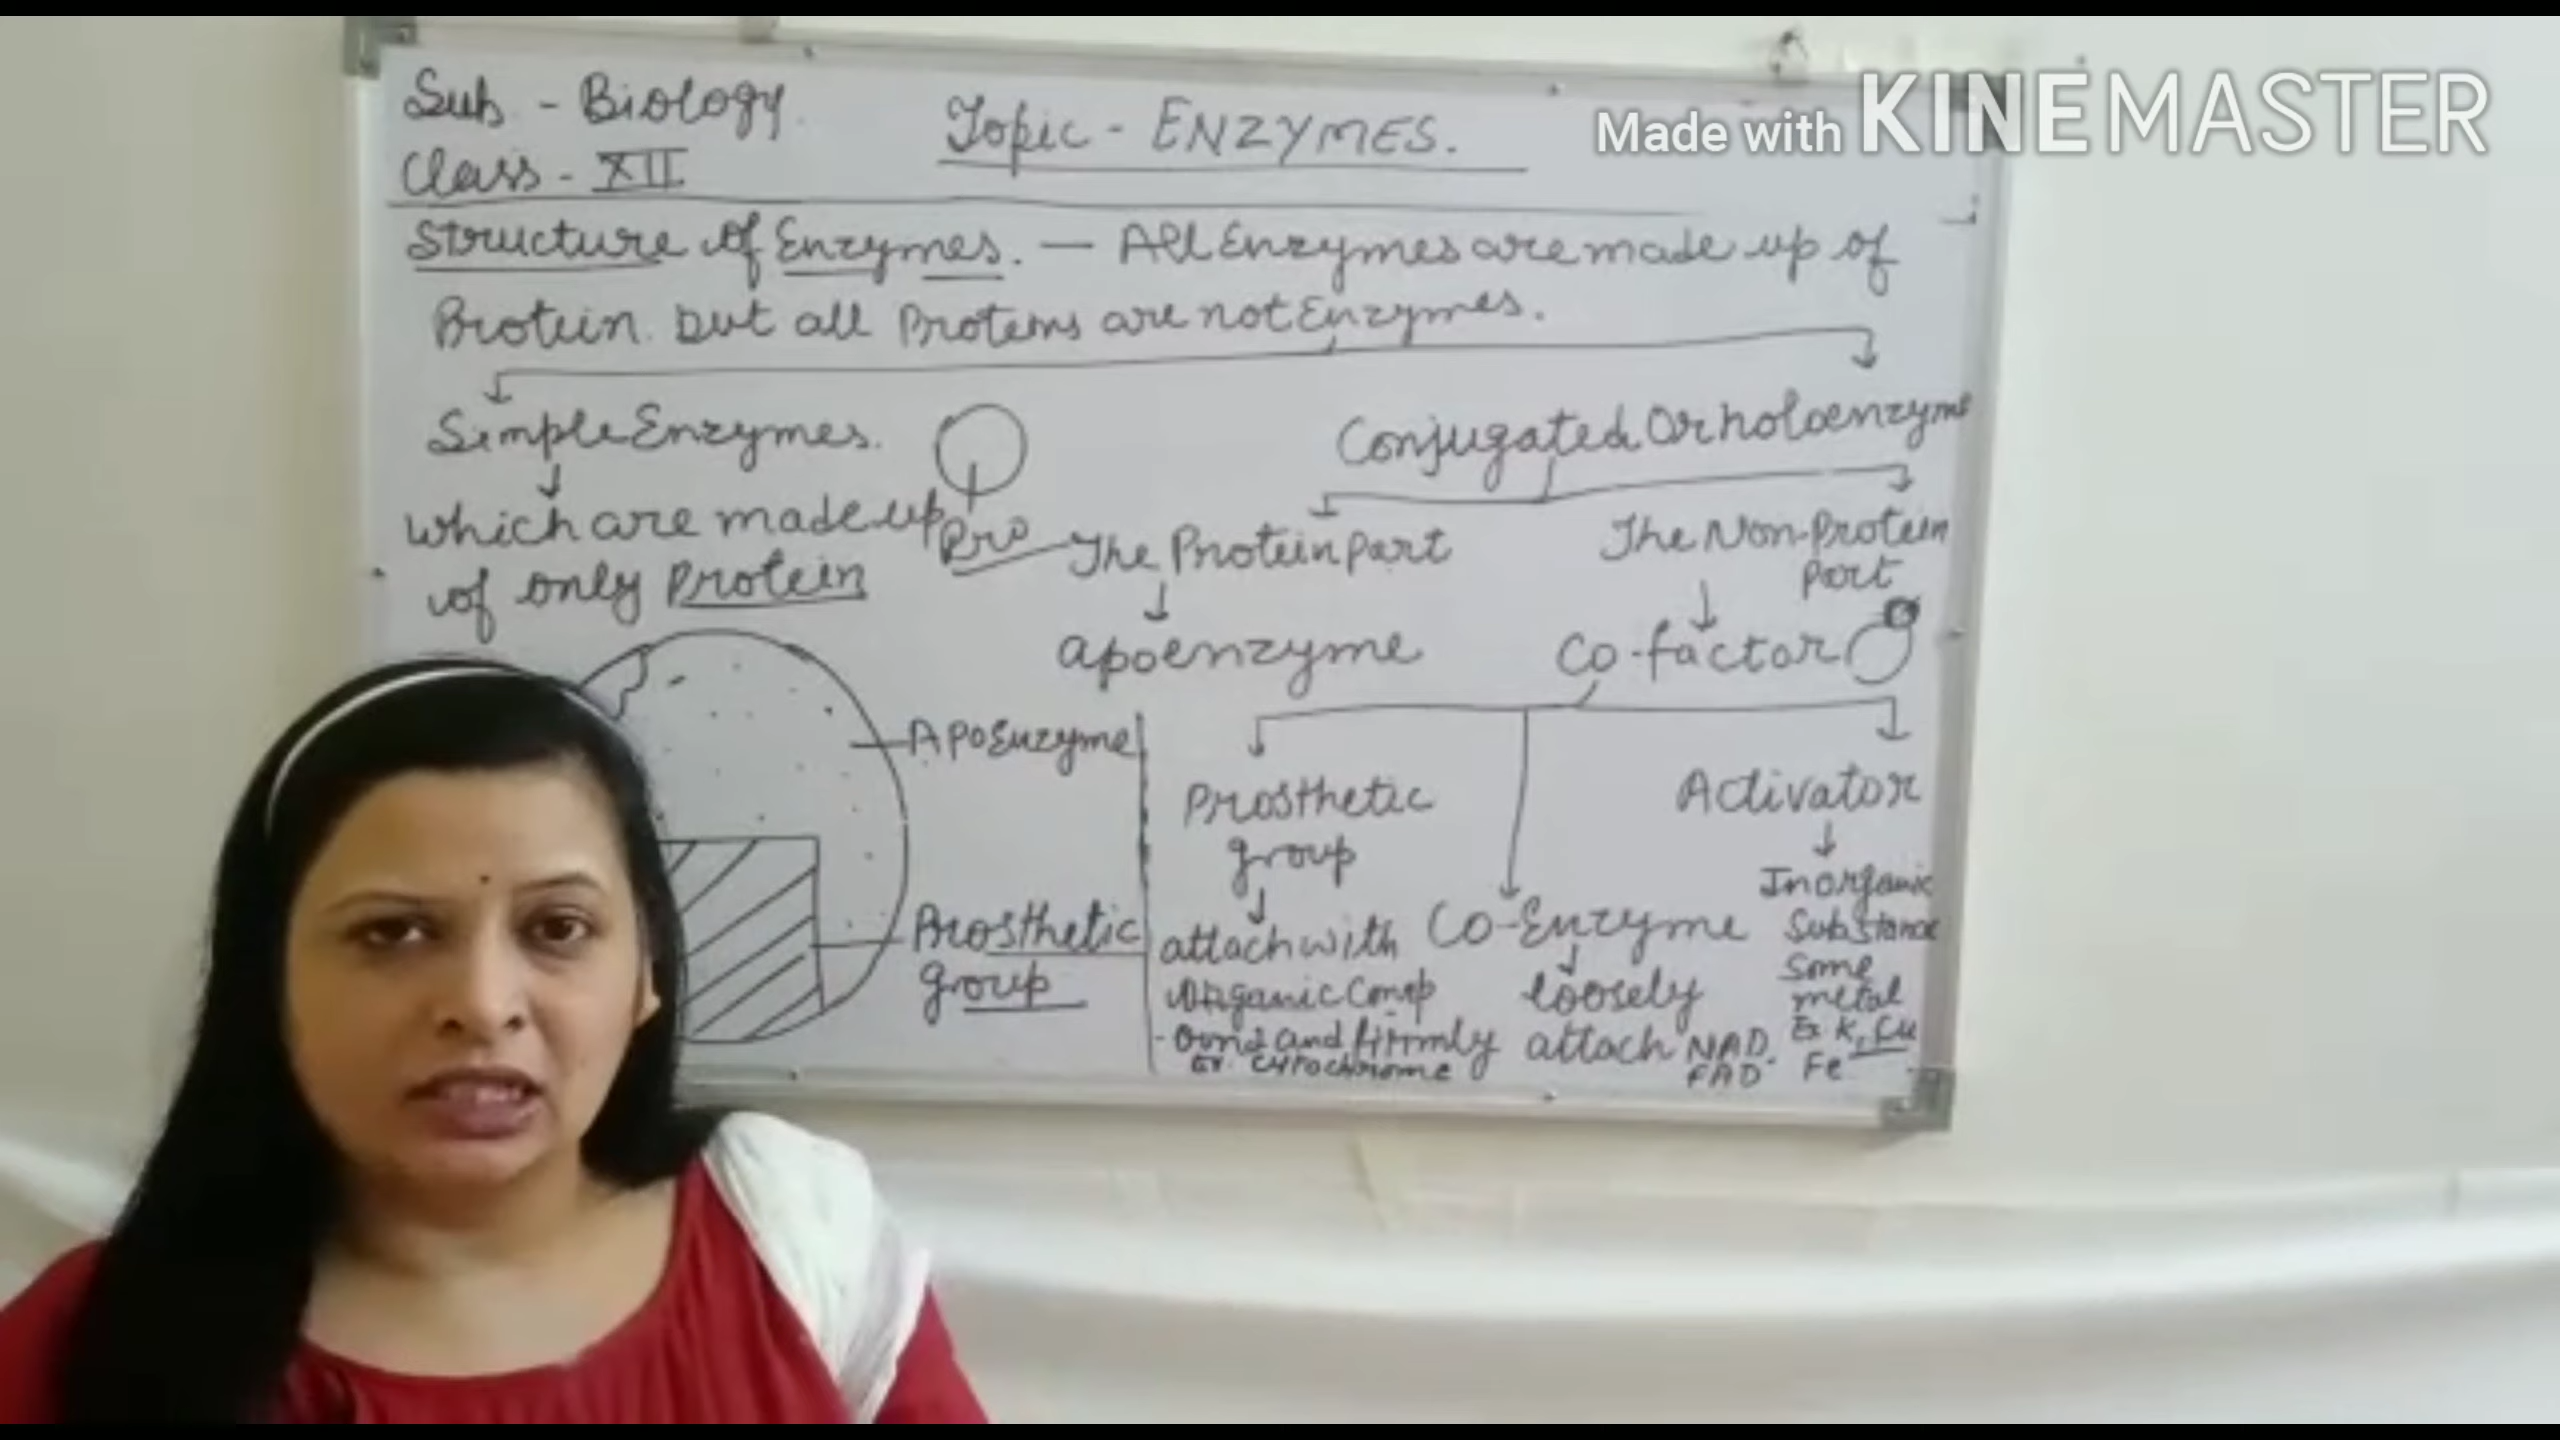 Sub. - Biology.
Class - XII
Topic - ENZYMES.
Made with KINEMASTER
Structure of Enzymes. — All Enzymes are made up of
Protein. but all Proteins are not Enzymes.
Simple Enzymes.
which are made up
of only Protein
Pro
Conjugated Or holoenzyme
The Protein Part
apoenzyme
The Non-Protein
Part
Co-factor
ApoEnzyme
Prosthetic
group
Prosthetic
group
attach with
Organic Comp
-ound and firmly
Ex. Cytochrome
Co-Enzyme
loosely
attach NAD.
FAD
Activator
Inorganic
Substance
Some
metal
Ex K, Cu
Fe